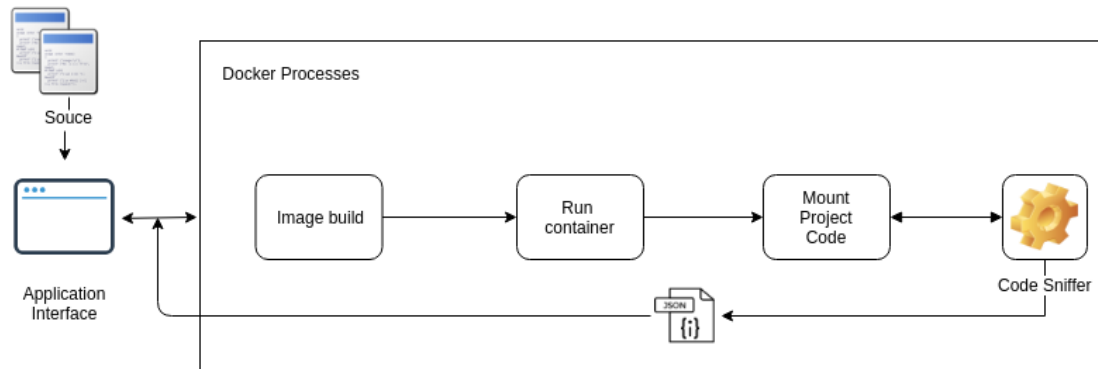 Docker Processes
Souce
Image build
Run
container
Mount
Project
Code
Application
Interface
Code Sniffer
JSON
{i}